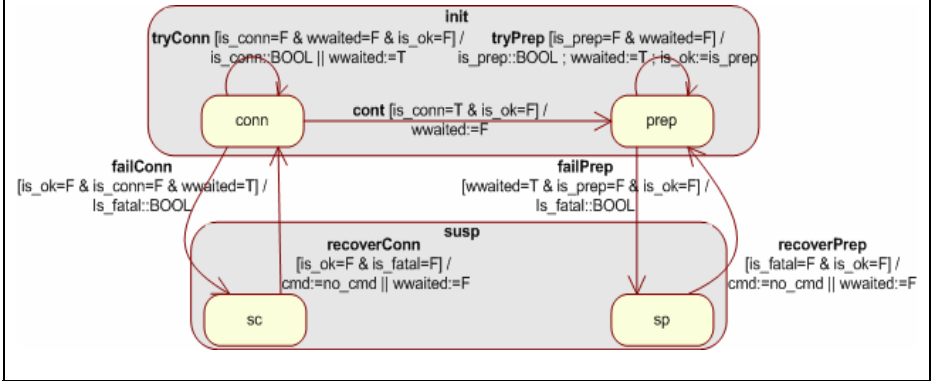 init
tryConn [is_conn=F & wwaited=F & is_ok=F] /
is_conn::BOOL || wwaited:=T
tryPrep [is_prep=F & wwaited=F] /
is_prep::BOOL ; wwaited:=T ; is_ok:=is_prep
conn
cont [is_conn=T & is_ok=F] /
wwaited:=F
prep
failConn
[is_ok=F & is_conn=F & wwaited=T] /
Is_fatal::BOOL
failPrep
[wwaited=T & is_prep=F & is_ok=F] /
Is_fatal::BOOL
susp
recoverConn
[is_ok=F & is_fatal=F] /
cmd:=no_cmd || wwaited:=F
recoverPrep
[is_fatal=F & is_ok=F] /
cmd:=no_cmd || wwaited:=F
sc
sp